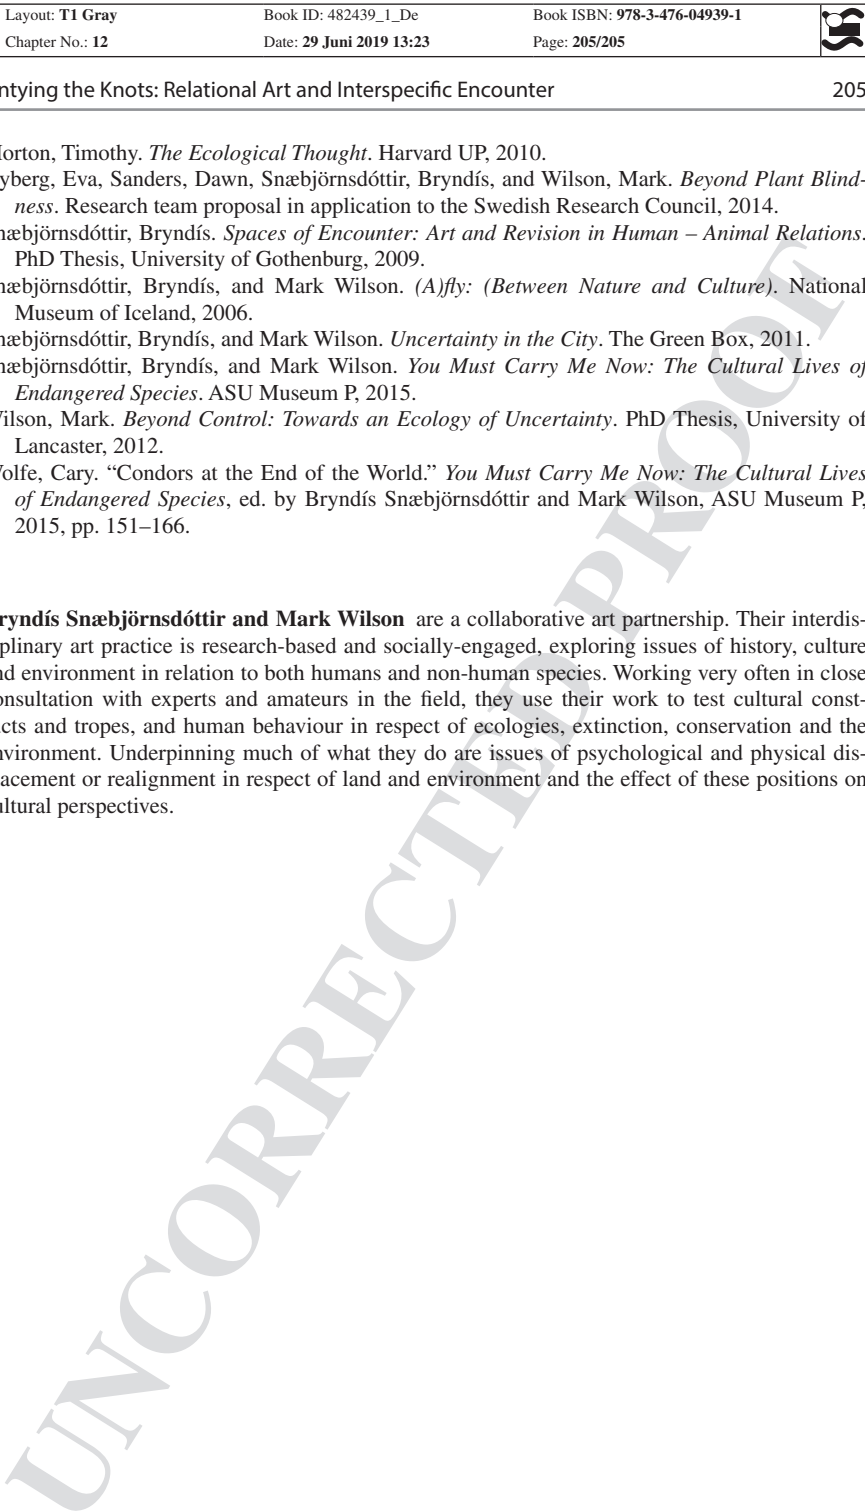 Layout: T1 Gray Book ID: 482439_1_De Book ISBN: 978-3-476-04939-1
Chapter No.: 12 Date: 29 Juni 2019 13:23 Page: 205/205
ntying the Knots: Relational Art and Interspecific Encounter 205
orton, Timothy. The Ecological Thought. Harvard UP, 2010.
yberg, Eva, Sanders, Dawn, Snæbjörnsdóttir, Bryndís, and Wilson, Mark. Beyond Plant Blind-
ness. Research team proposal in application to the Swedish Research Council, 2014.
næbjörnsdóttir, Bryndís. Spaces of Encounter: Art and Revision in Human – Animal Relations.
PhD Thesis, University of Gothenburg, 2009.
næbjörnsdóttir, Bryndís, and Mark Wilson. (A)fly: (Between Nature and Culture). National
Museum of Iceland, 2006.
næbjörnsdóttir, Bryndís, and Mark Wilson. Uncertainty in the City. The Green Box, 2011.
næbjörnsdóttir, Bryndís, and Mark Wilson. You Must Carry Me Now: The Cultural Lives of
Endangered Species. ASU Museum P, 2015.
ilson, Mark. Beyond Control: Towards an Ecology of Uncertainty. PhD Thesis, University of
Lancaster, 2012.
olfe, Cary. “Condors at the End of the World.” You Must Carry Me Now: The Cultural Lives
of Endangered Species, ed. by Bryndís Snæbjörnsdóttir and Mark Wilson, ASU Museum P,
2015, pp. 151–166.
ryndís Snæbjörnsdóttir and Mark Wilson are a collaborative art partnership. Their interdis-
iplinary art practice is research-based and socially-engaged, exploring issues of history, culture
nd environment in relation to both humans and non-human species. Working very often in close
onsultation with experts and amateurs in the field, they use their work to test cultural const-
ucts and tropes, and human behaviour in respect of ecologies, extinction, conservation and the
nvironment. Underpinning much of what they do are issues of psychological and physical dis-
acement or realignment in respect of land and environment and the effect of these positions on
ultural perspectives.
UNCORRECTED PROOF